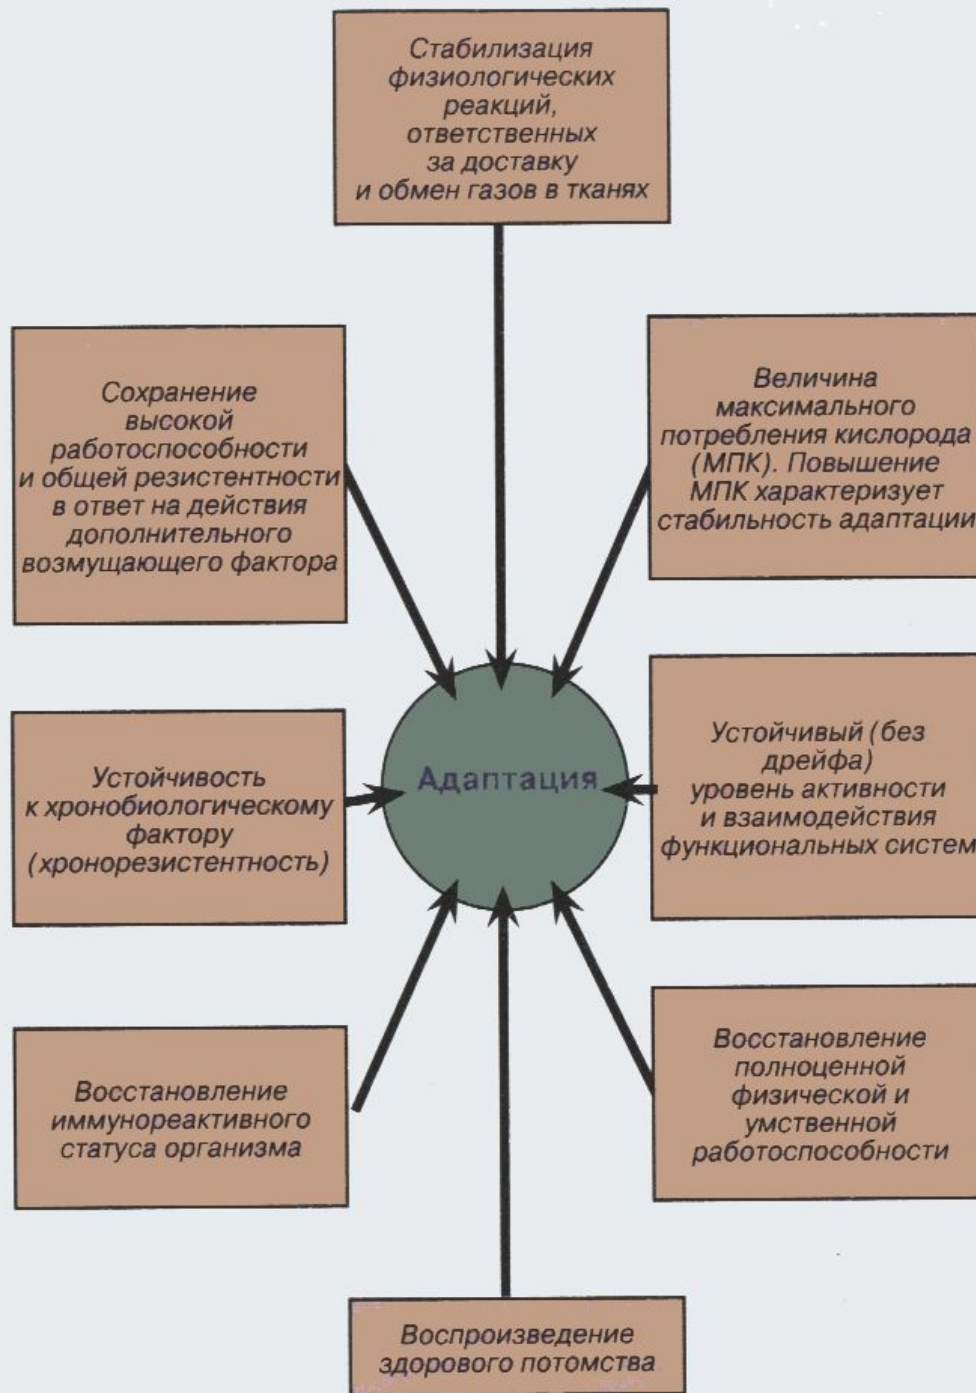 Стабилизация
физиологических
реакций,
ответственных
за доставку
и обмен газов в тканях
Сохранение
высокой
работоспособности
и общей резистентности
в ответ на действия
дополнительного
возмущающего фактора
Величина
максимального
потребления кислорода
(МПК). Повышение
МПК характеризует
стабильность адаптации
Адаптация
Устойчивость
к хронобиологическому
фактору
(хронорезистентность)
Устойчивый (без
дрейфа)
уровень активности
и взаимодействия
функциональных систем
Восстановление
иммунореактивного
статуса организма
Восстановление
полноценной
физической и
умственной
работоспособности
Воспроизведение
здорового потомства